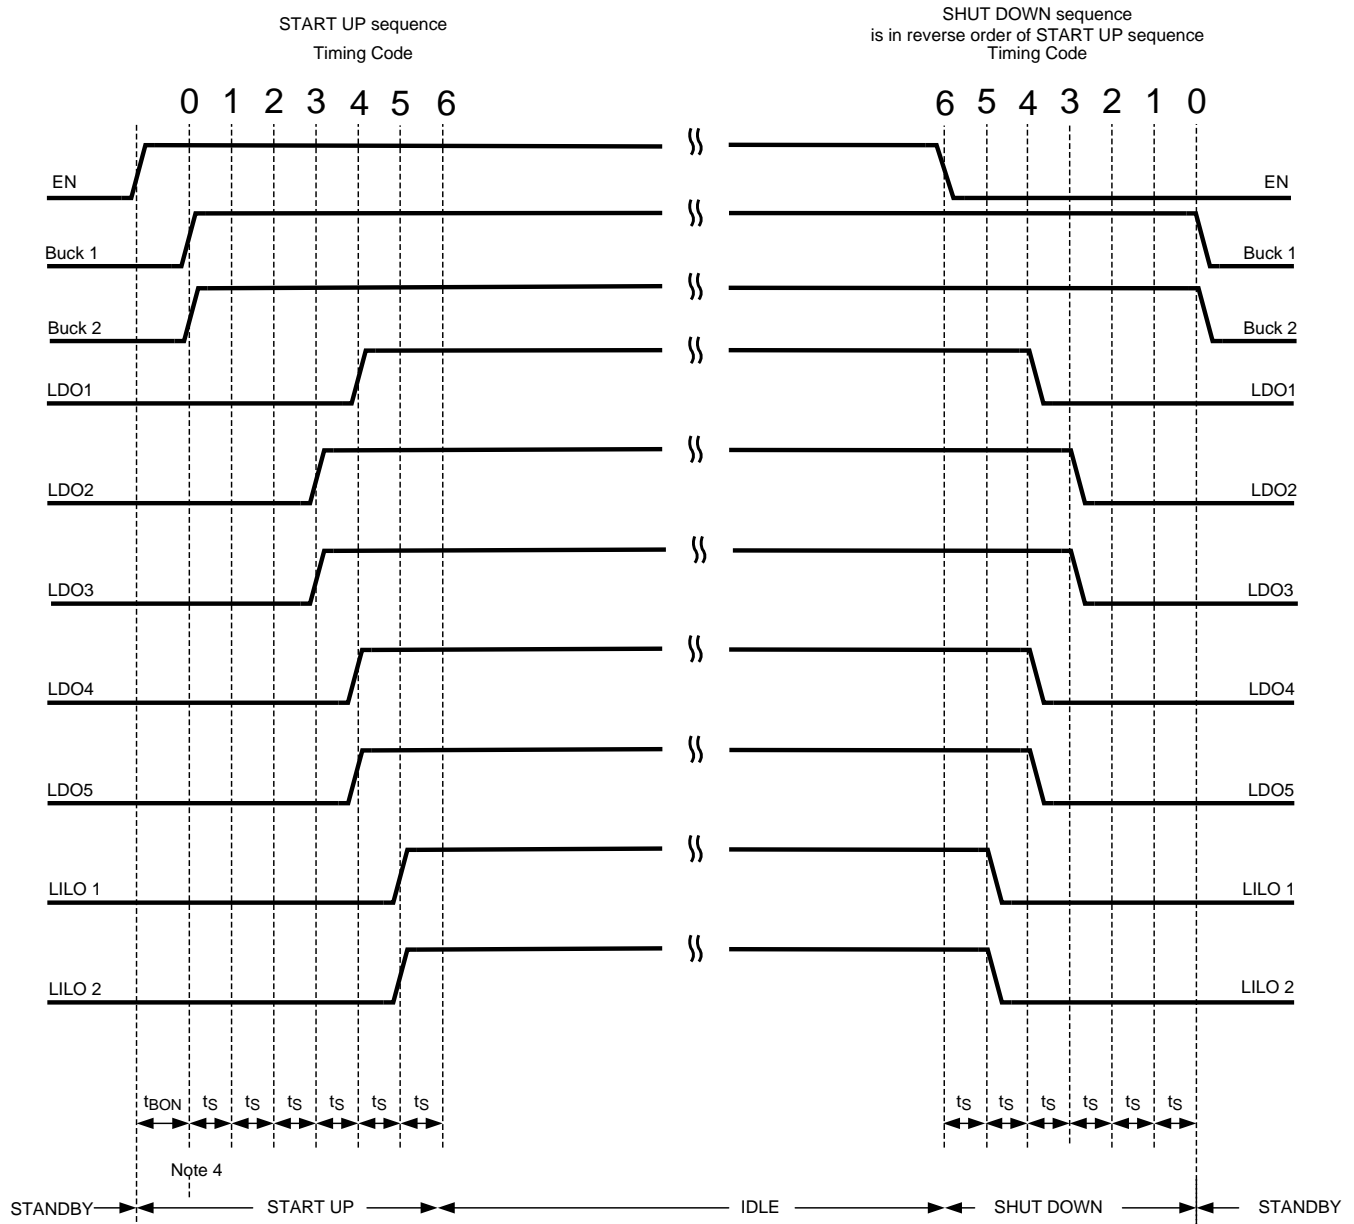 START UP sequence
Timing Code
SHUT DOWN sequence
is in reverse order of START UP sequence
Timing Code
0 1 2 3 4 5 6
6 5 4 3 2 1 0
EN
EN
Buck 1
Buck 1
Buck 2
Buck 2
LDO1
LDO1
LDO2
LDO2
LDO3
LDO3
LDO4
LDO4
LDO5
LDO5
LILO 1
LILO 1
LILO 2
LILO 2
tBON tS tS tS tS tS tS
tS tS tS tS tS tS
Note 4
STANDBY START UP IDLE SHUT DOWN STANDBY